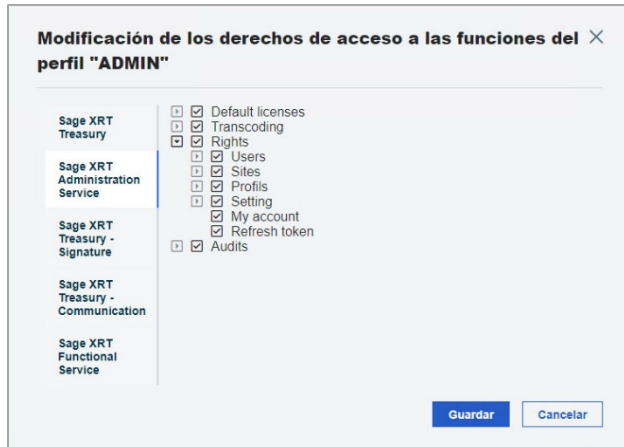 Modificación de los derechos de acceso a las funciones del
perfil "ADMIN"
Sage XRT
Treasury
Sage XRT
Administration
Service
Sage XRT
Treasury -
Signature
Sage XRT
Treasury -
Communication
Sage XRT
Functional
Service
Default licenses
Transcoding
Rights
Users
Sites
Profils
Setting
My account
Refresh token
Audits
Guardar
Cancelar